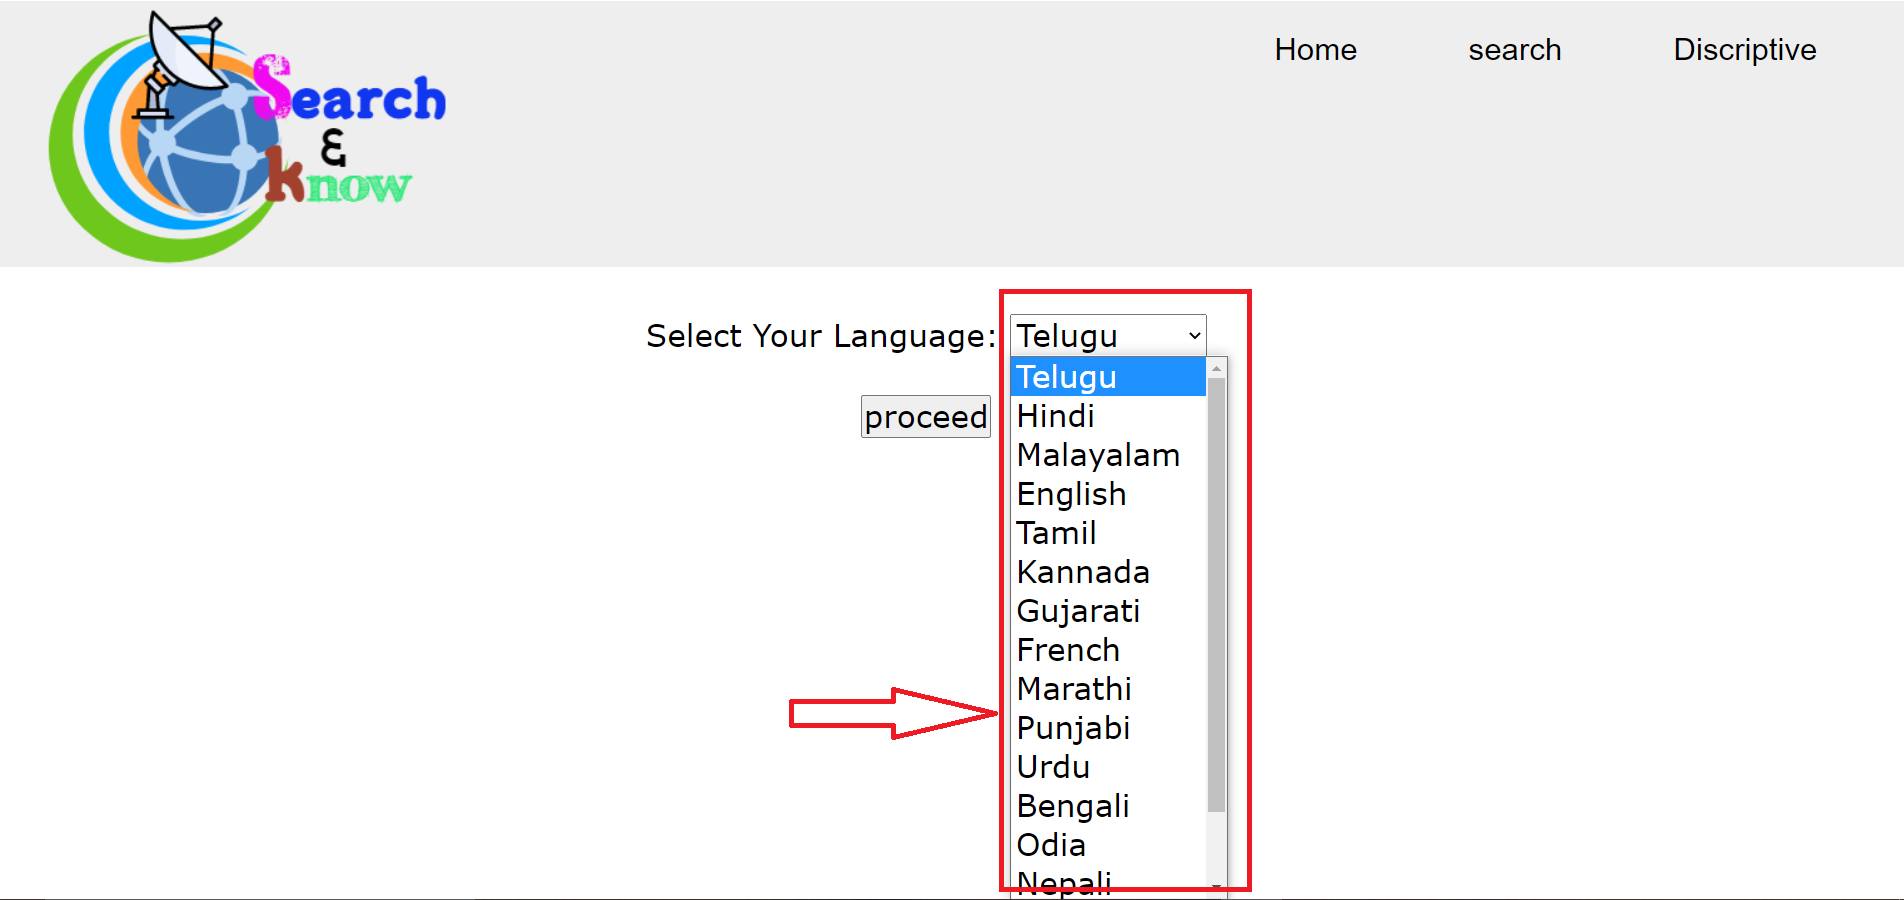 Search
&
know
Home search Discriptive
Select Your Language: Telugu
proceed
Telugu
Hindi
Malayalam
English
Tamil
Kannada
Gujarati
French
Marathi
Punjabi
Urdu
Bengali
Odia
Nepali